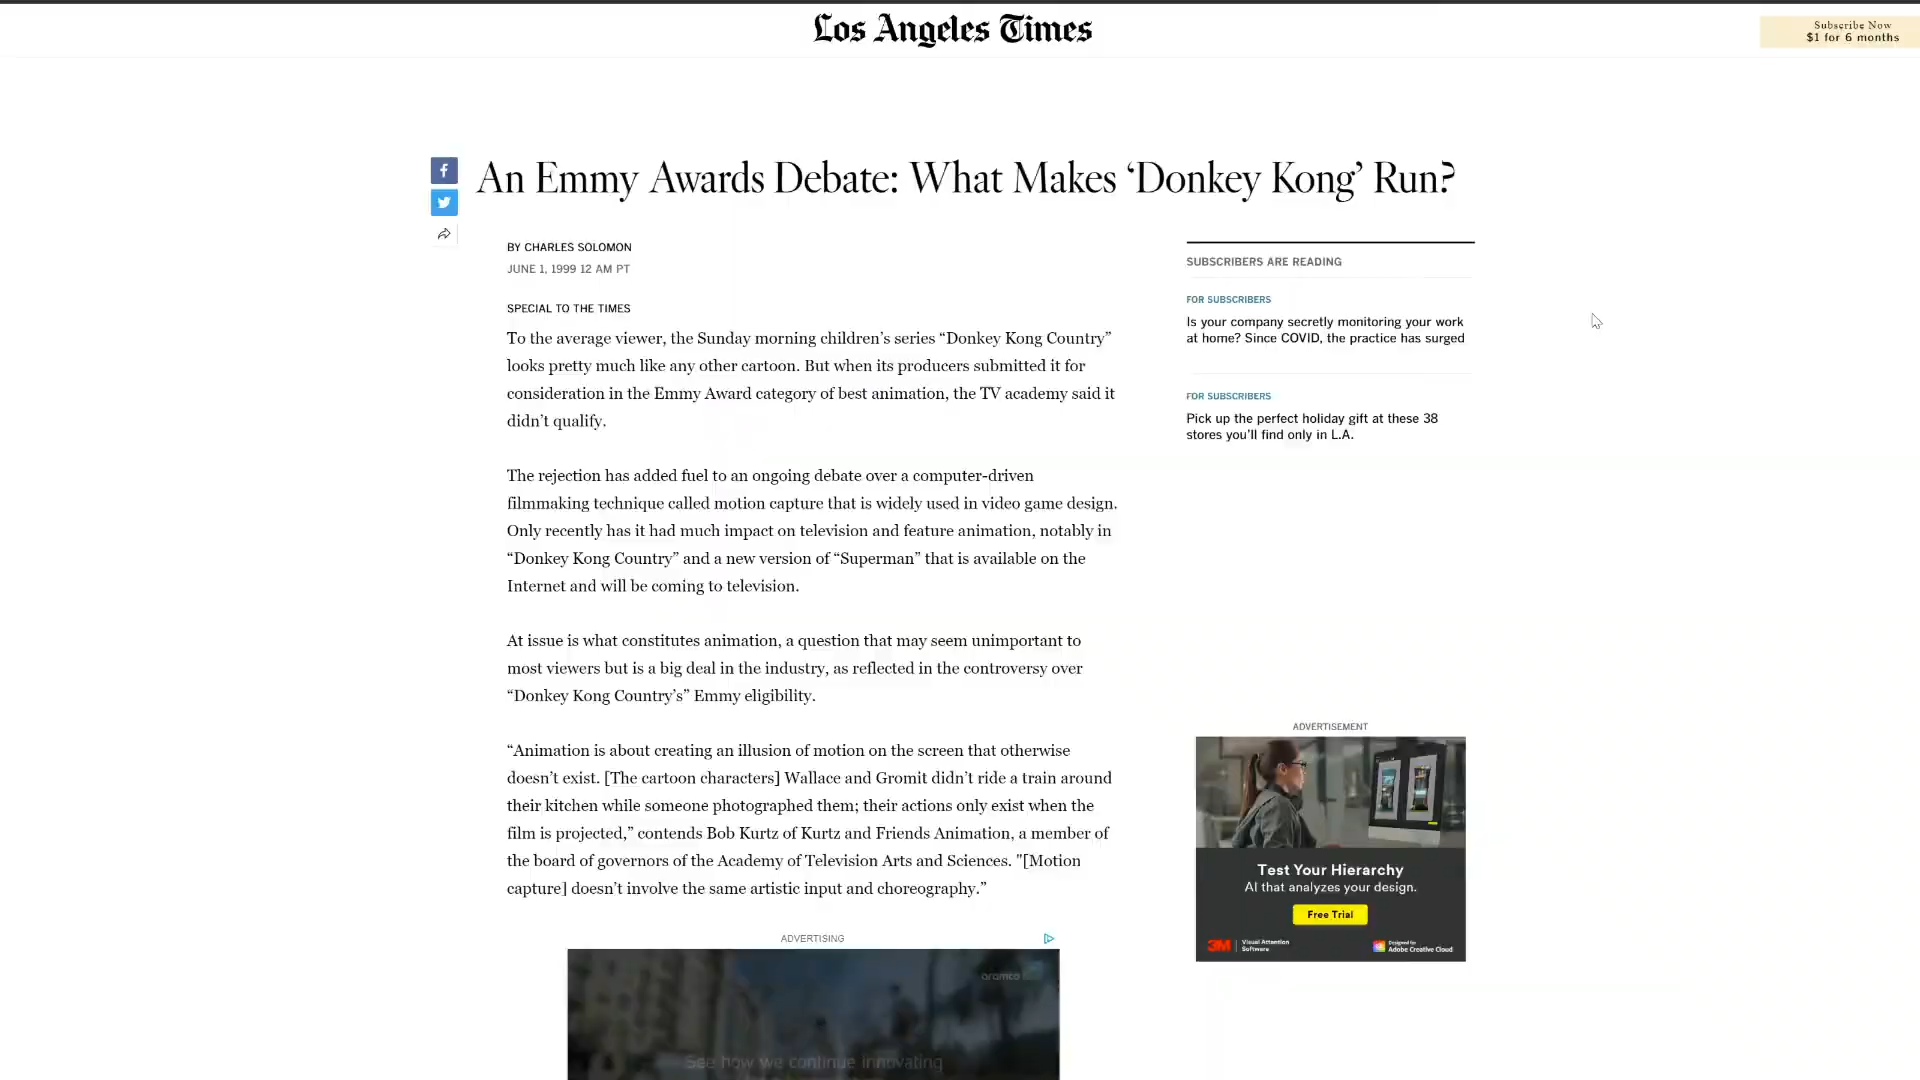 Los Angeles Times
Subscribe Now
$1 for 6 months
An Emmy Awards Debate: What Makes ‘Donkey Kong’ Run?
BY CHARLES SOLOMON
JUNE 1, 1999 12 AM PT
SPECIAL TO THE TIMES
To the average viewer, the Sunday morning children’s series “Donkey Kong Country”
looks pretty much like any other cartoon. But when its producers submitted it for
consideration in the Emmy Award category of best animation, the TV academy said it
didn’t qualify.
The rejection has added fuel to an ongoing debate over a computer-driven
filmmaking technique called motion capture that is widely used in video game design.
Only recently has it had much impact on television and feature animation, notably in
“Donkey Kong Country” and a new version of “Superman” that is available on the
Internet and will be coming to television.
At issue is what constitutes animation, a question that may seem unimportant to
most viewers but is a big deal in the industry, as reflected in the controversy over
“Donkey Kong Country’s” Emmy eligibility.
“Animation is about creating an illusion of motion on the screen that otherwise
doesn’t exist. [The cartoon characters] Wallace and Gromit didn’t ride a train around
their kitchen while someone photographed them; their actions only exist when the
film is projected,” contends Bob Kurtz of Kurtz and Friends Animation, a member of
the board of governors of the Academy of Television Arts and Sciences. "[Motion
capture] doesn’t involve the same artistic input and choreography.”
ADVERTISING
aramco
See how we continue innovating
SUBSCRIBERS ARE READING
FOR SUBSCRIBERS
Is your company secretly monitoring your work
at home? Since COVID, the practice has surged
FOR SUBSCRIBERS
Pick up the perfect holiday gift at these 38
stores you’ll find only in L.A.
ADVERTISEMENT
Test Your Hierarchy
AI that analyzes your design.
Free Trial
3M Visual Attention
Software
Designed for
Adobe Creative Cloud